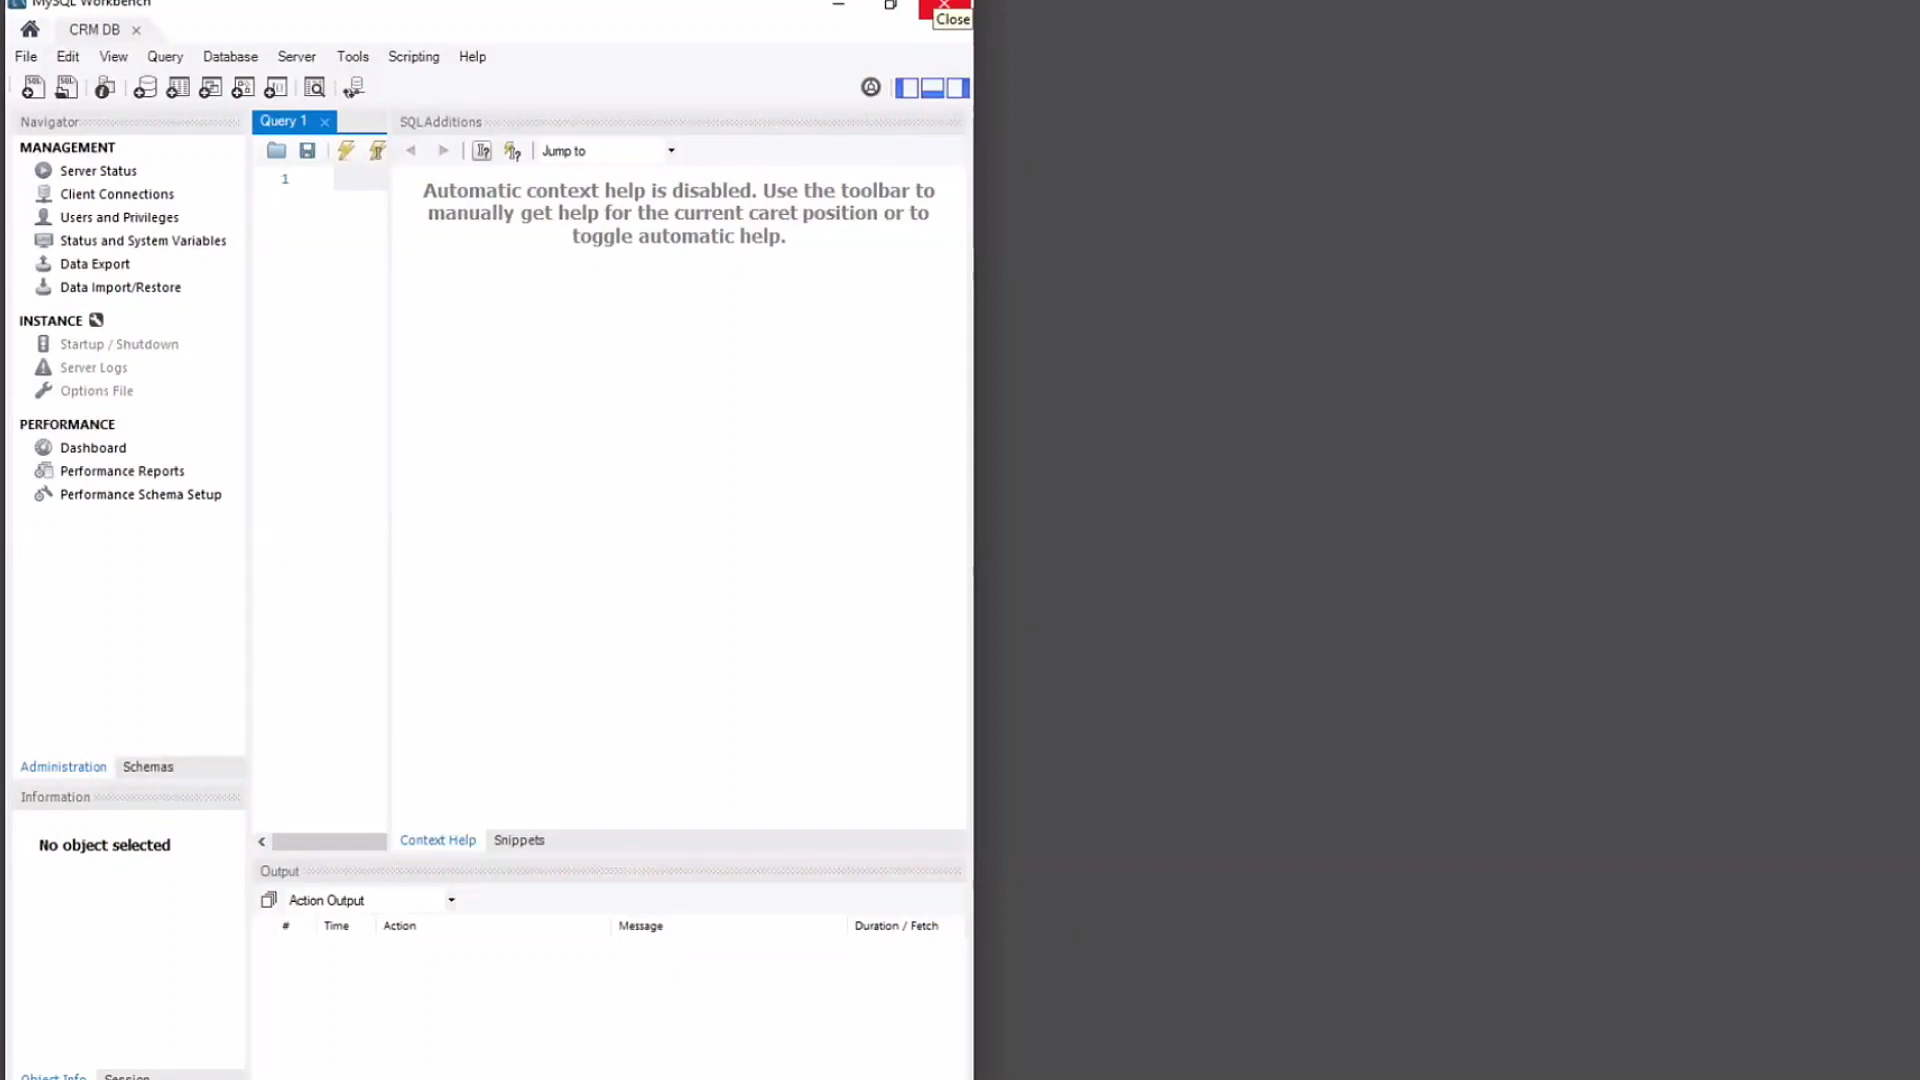 MySQL Workbench
Close
CRM DB
File Edit View Query Database Server Tools Scripting Help
Navigator
Query 1
SQLAdditions
MANAGEMENT
Server Status
Client Connections
Users and Privileges
Status and System Variables
Data Export
Data Import/Restore
INSTANCE
Startup / Shutdown
Server Logs
Options File
PERFORMANCE
Dashboard
Performance Reports
Performance Schema Setup
Administration Schemas
Information
No object selected
Object Info Session
1
Jump to
Automatic context help is disabled. Use the toolbar to
manually get help for the current caret position or to
toggle automatic help.
Context Help Snippets
Output
Action Output
# Time Action Message Duration / Fetch